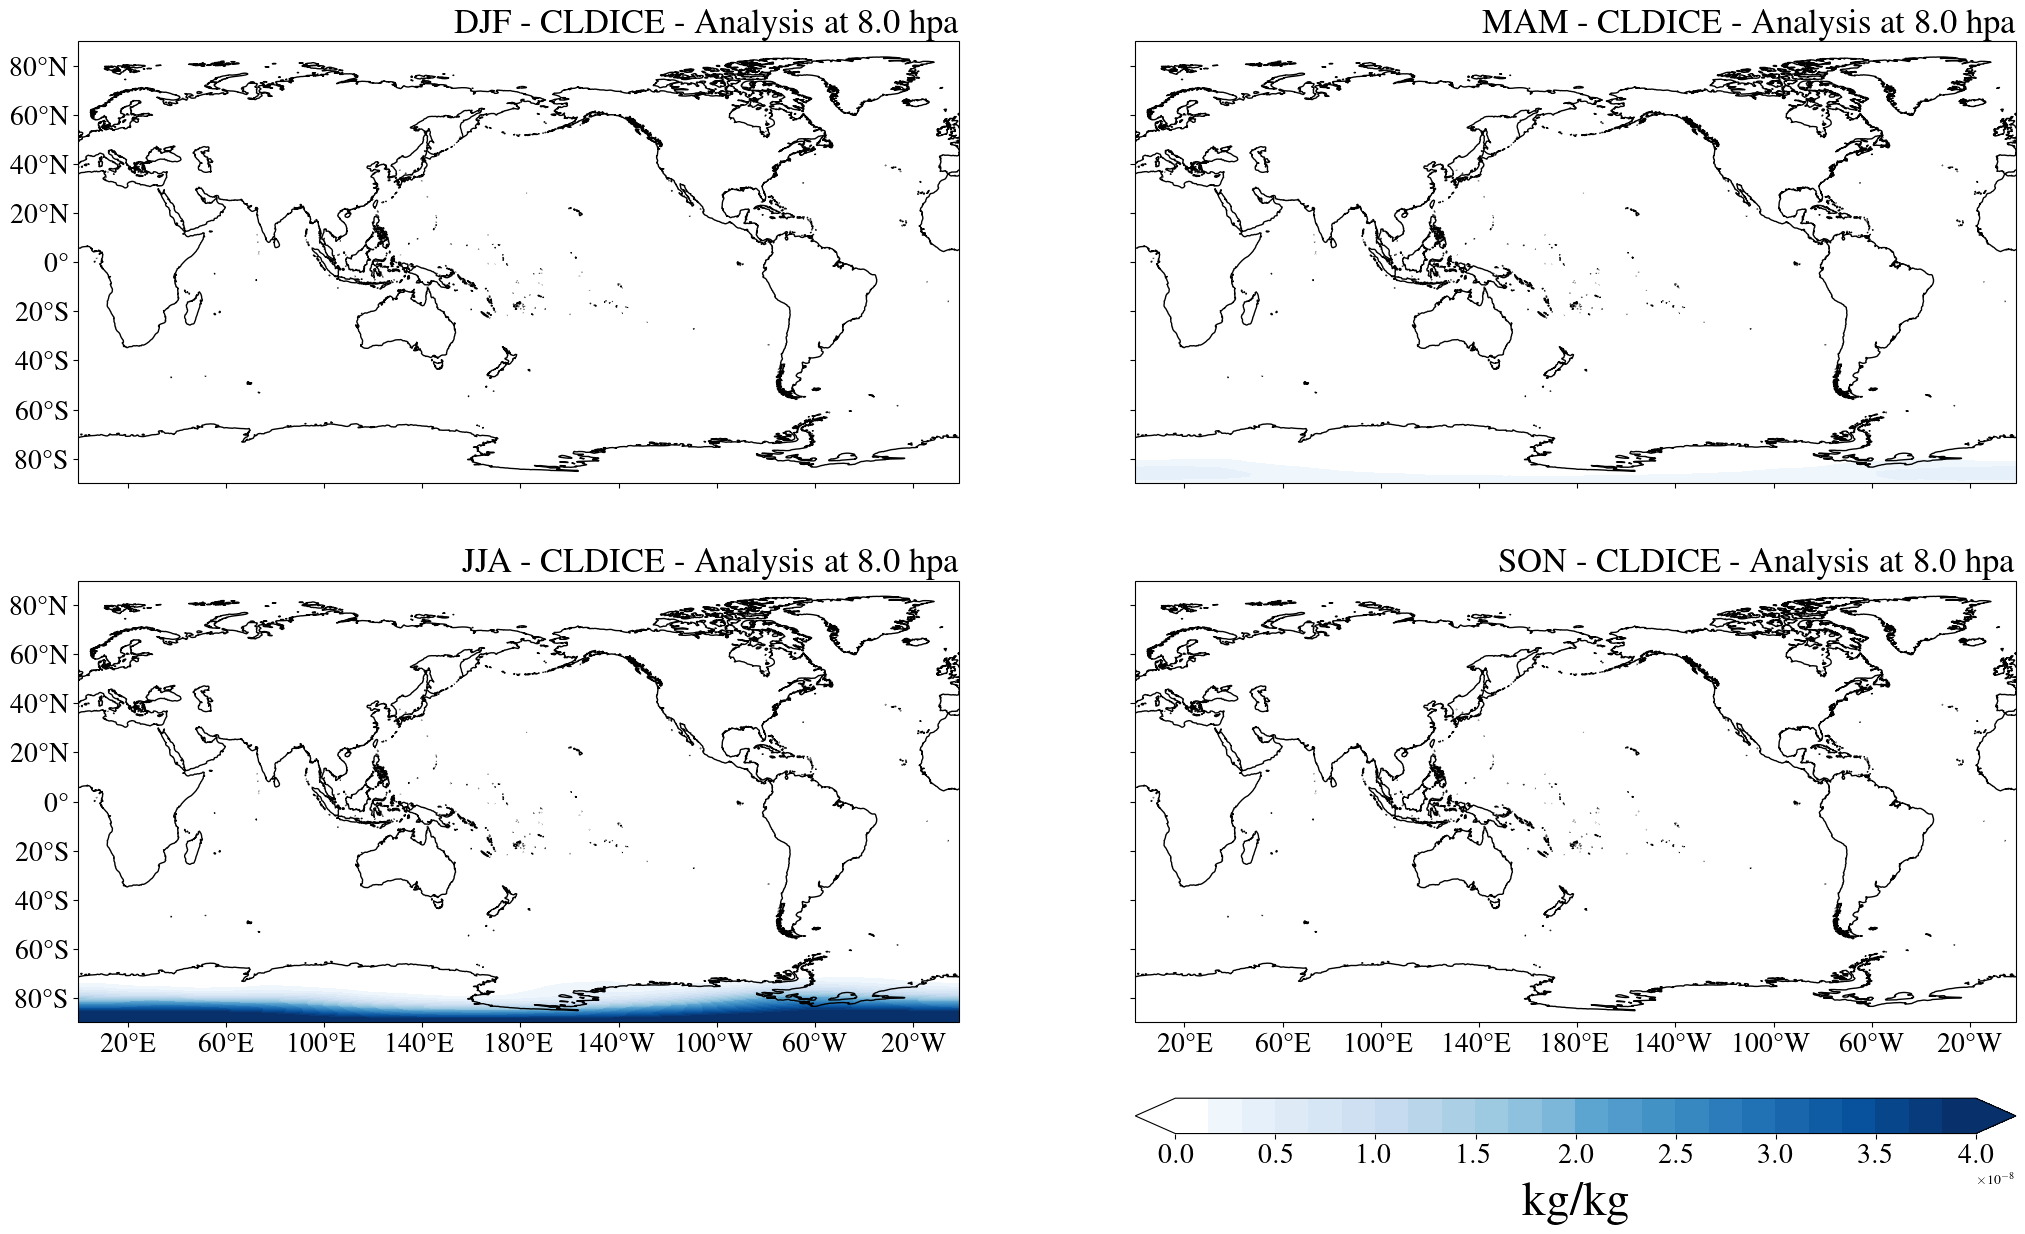 DJF - CLDICE - Analysis at 8.0 hpa
MAM - CLDICE - Analysis at 8.0 hpa
80°N
60°N
40°N
20°N
0°
20°S
40°S
60°S
80°S
JJA - CLDICE - Analysis at 8.0 hpa
SON - CLDICE - Analysis at 8.0 hpa
80°N
60°N
40°N
20°N
0°
20°S
40°S
60°S
80°S
20°E 60°E 100°E 140°E 180°E 140°W 100°W 60°W 20°W
20°E 60°E 100°E 140°E 180°E 140°W 100°W 60°W 20°W
0.0 0.5 1.0 1.5 2.0 2.5 3.0 3.5 4.0
×10⁻⁸
kg/kg